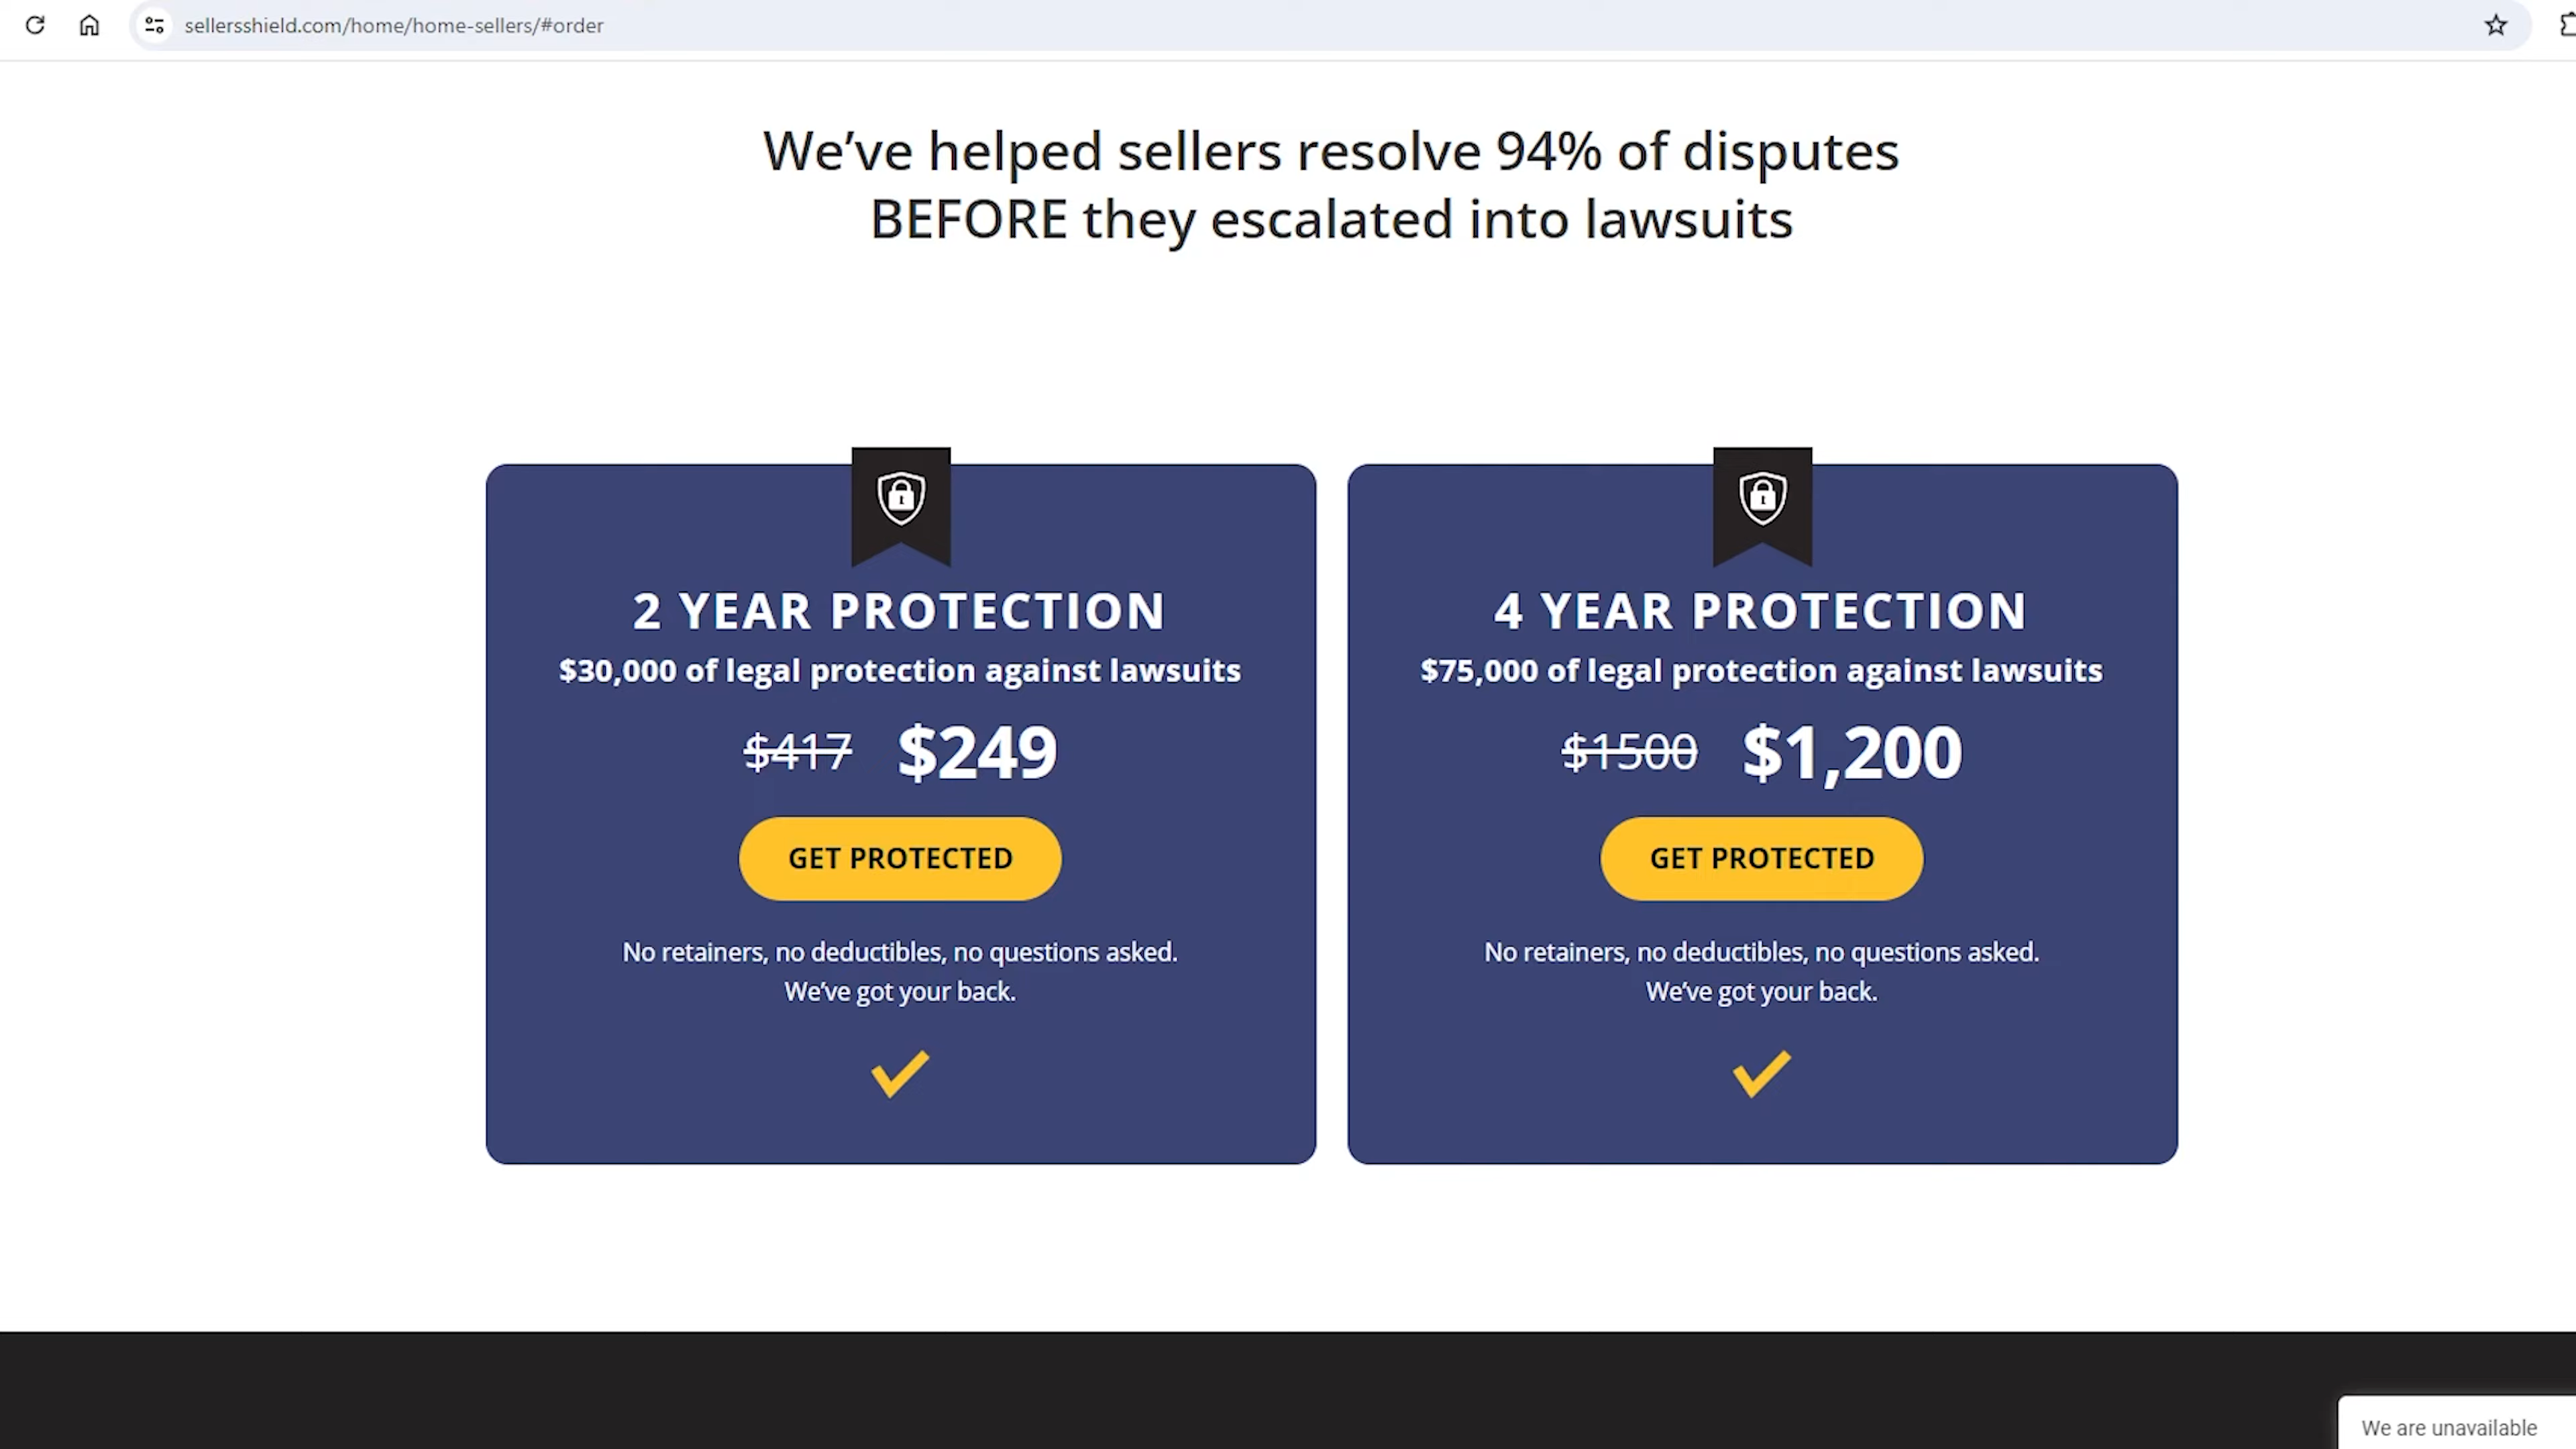 sellersshield.com/home/home-sellers/#order
We’ve helped sellers resolve 94% of disputes
BEFORE they escalated into lawsuits
2 YEAR PROTECTION
$30,000 of legal protection against lawsuits
$417 $249
GET PROTECTED
No retainers, no deductibles, no questions asked.
We’ve got your back.
4 YEAR PROTECTION
$75,000 of legal protection against lawsuits
$1500 $1,200
GET PROTECTED
No retainers, no deductibles, no questions asked.
We’ve got your back.
We are unavailable